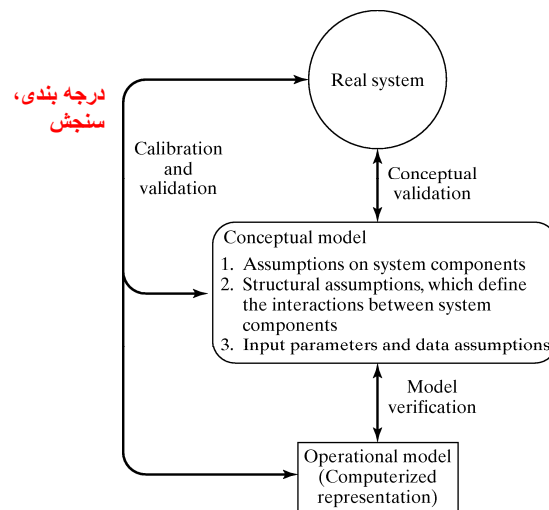 Real system
درجه بندی،
سنجش
Calibration
and
validation
Conceptual
validation
Conceptual model
1. Assumptions on system components
2. Structural assumptions, which define
the interactions between system
components
3. Input parameters and data assumptions
Model
verification
Operational model
(Computerized
representation)